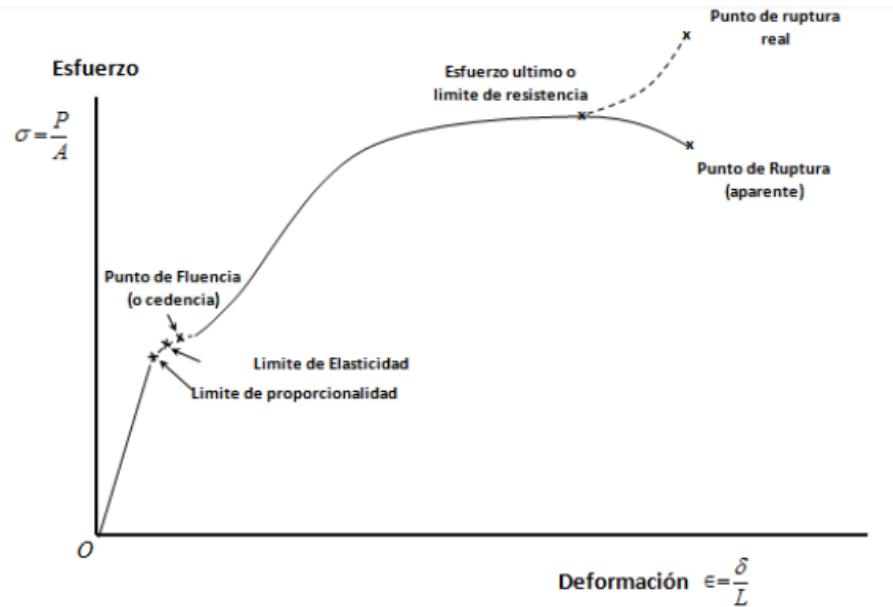 Punto de ruptura
real
Esfuerzo
Esfuerzo ultimo o
limite de resistencia
σ=P/A
Punto de Ruptura
(aparente)
Punto de Fluencia
(o cedencia)
Limite de Elasticidad
Limite de proporcionalidad
O
Deformación ϵ=δ/L